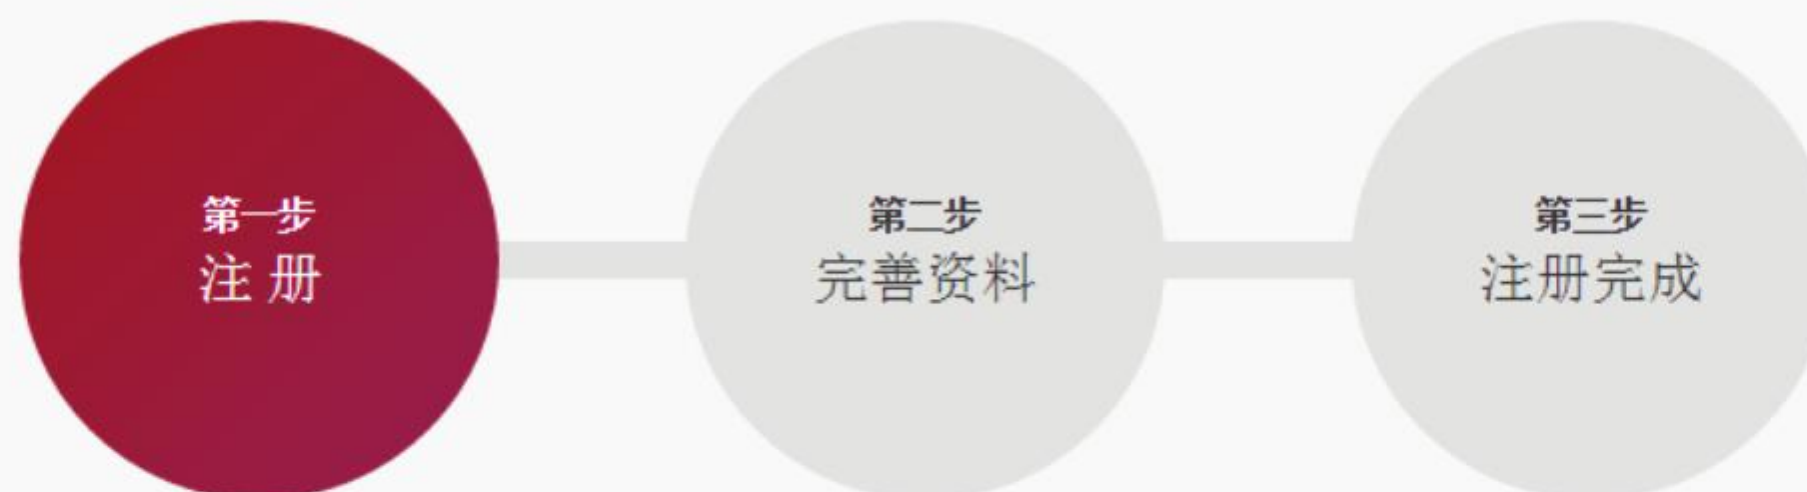 第一步
注 册
第二步
完善资料
第三步
注册完成